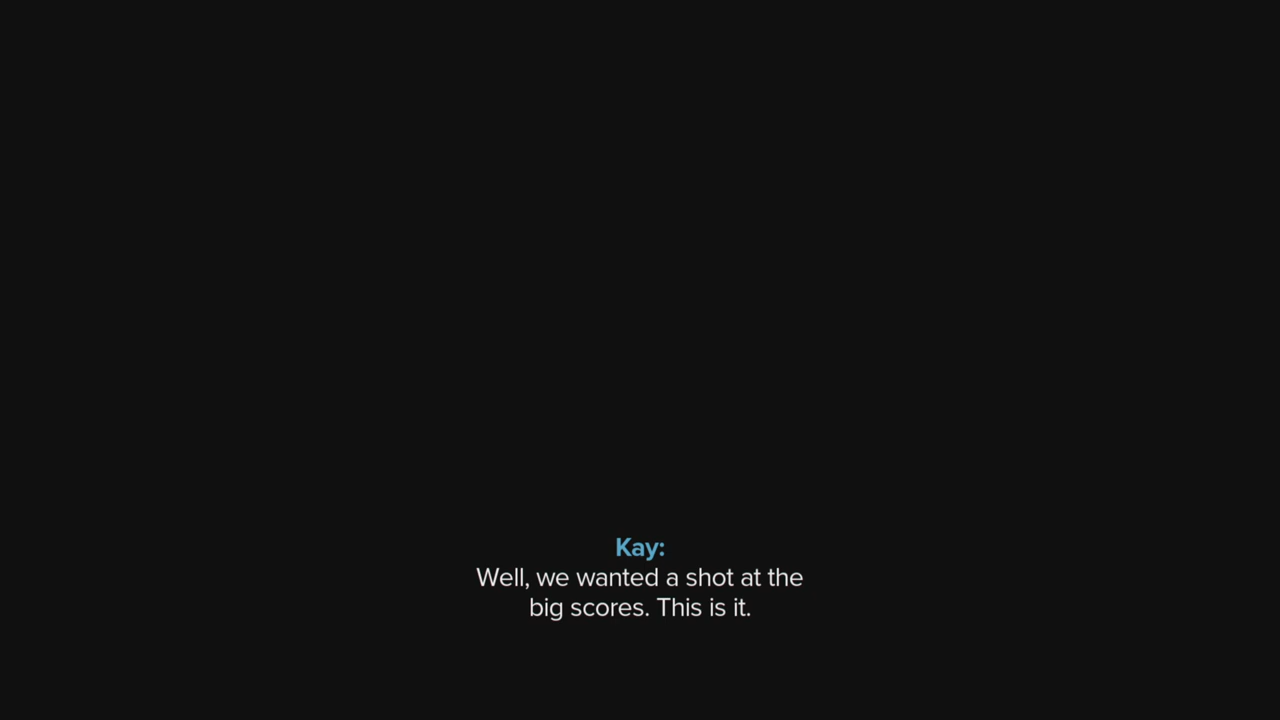 Kay:
Well, we wanted a shot at the
big scores. This is it.